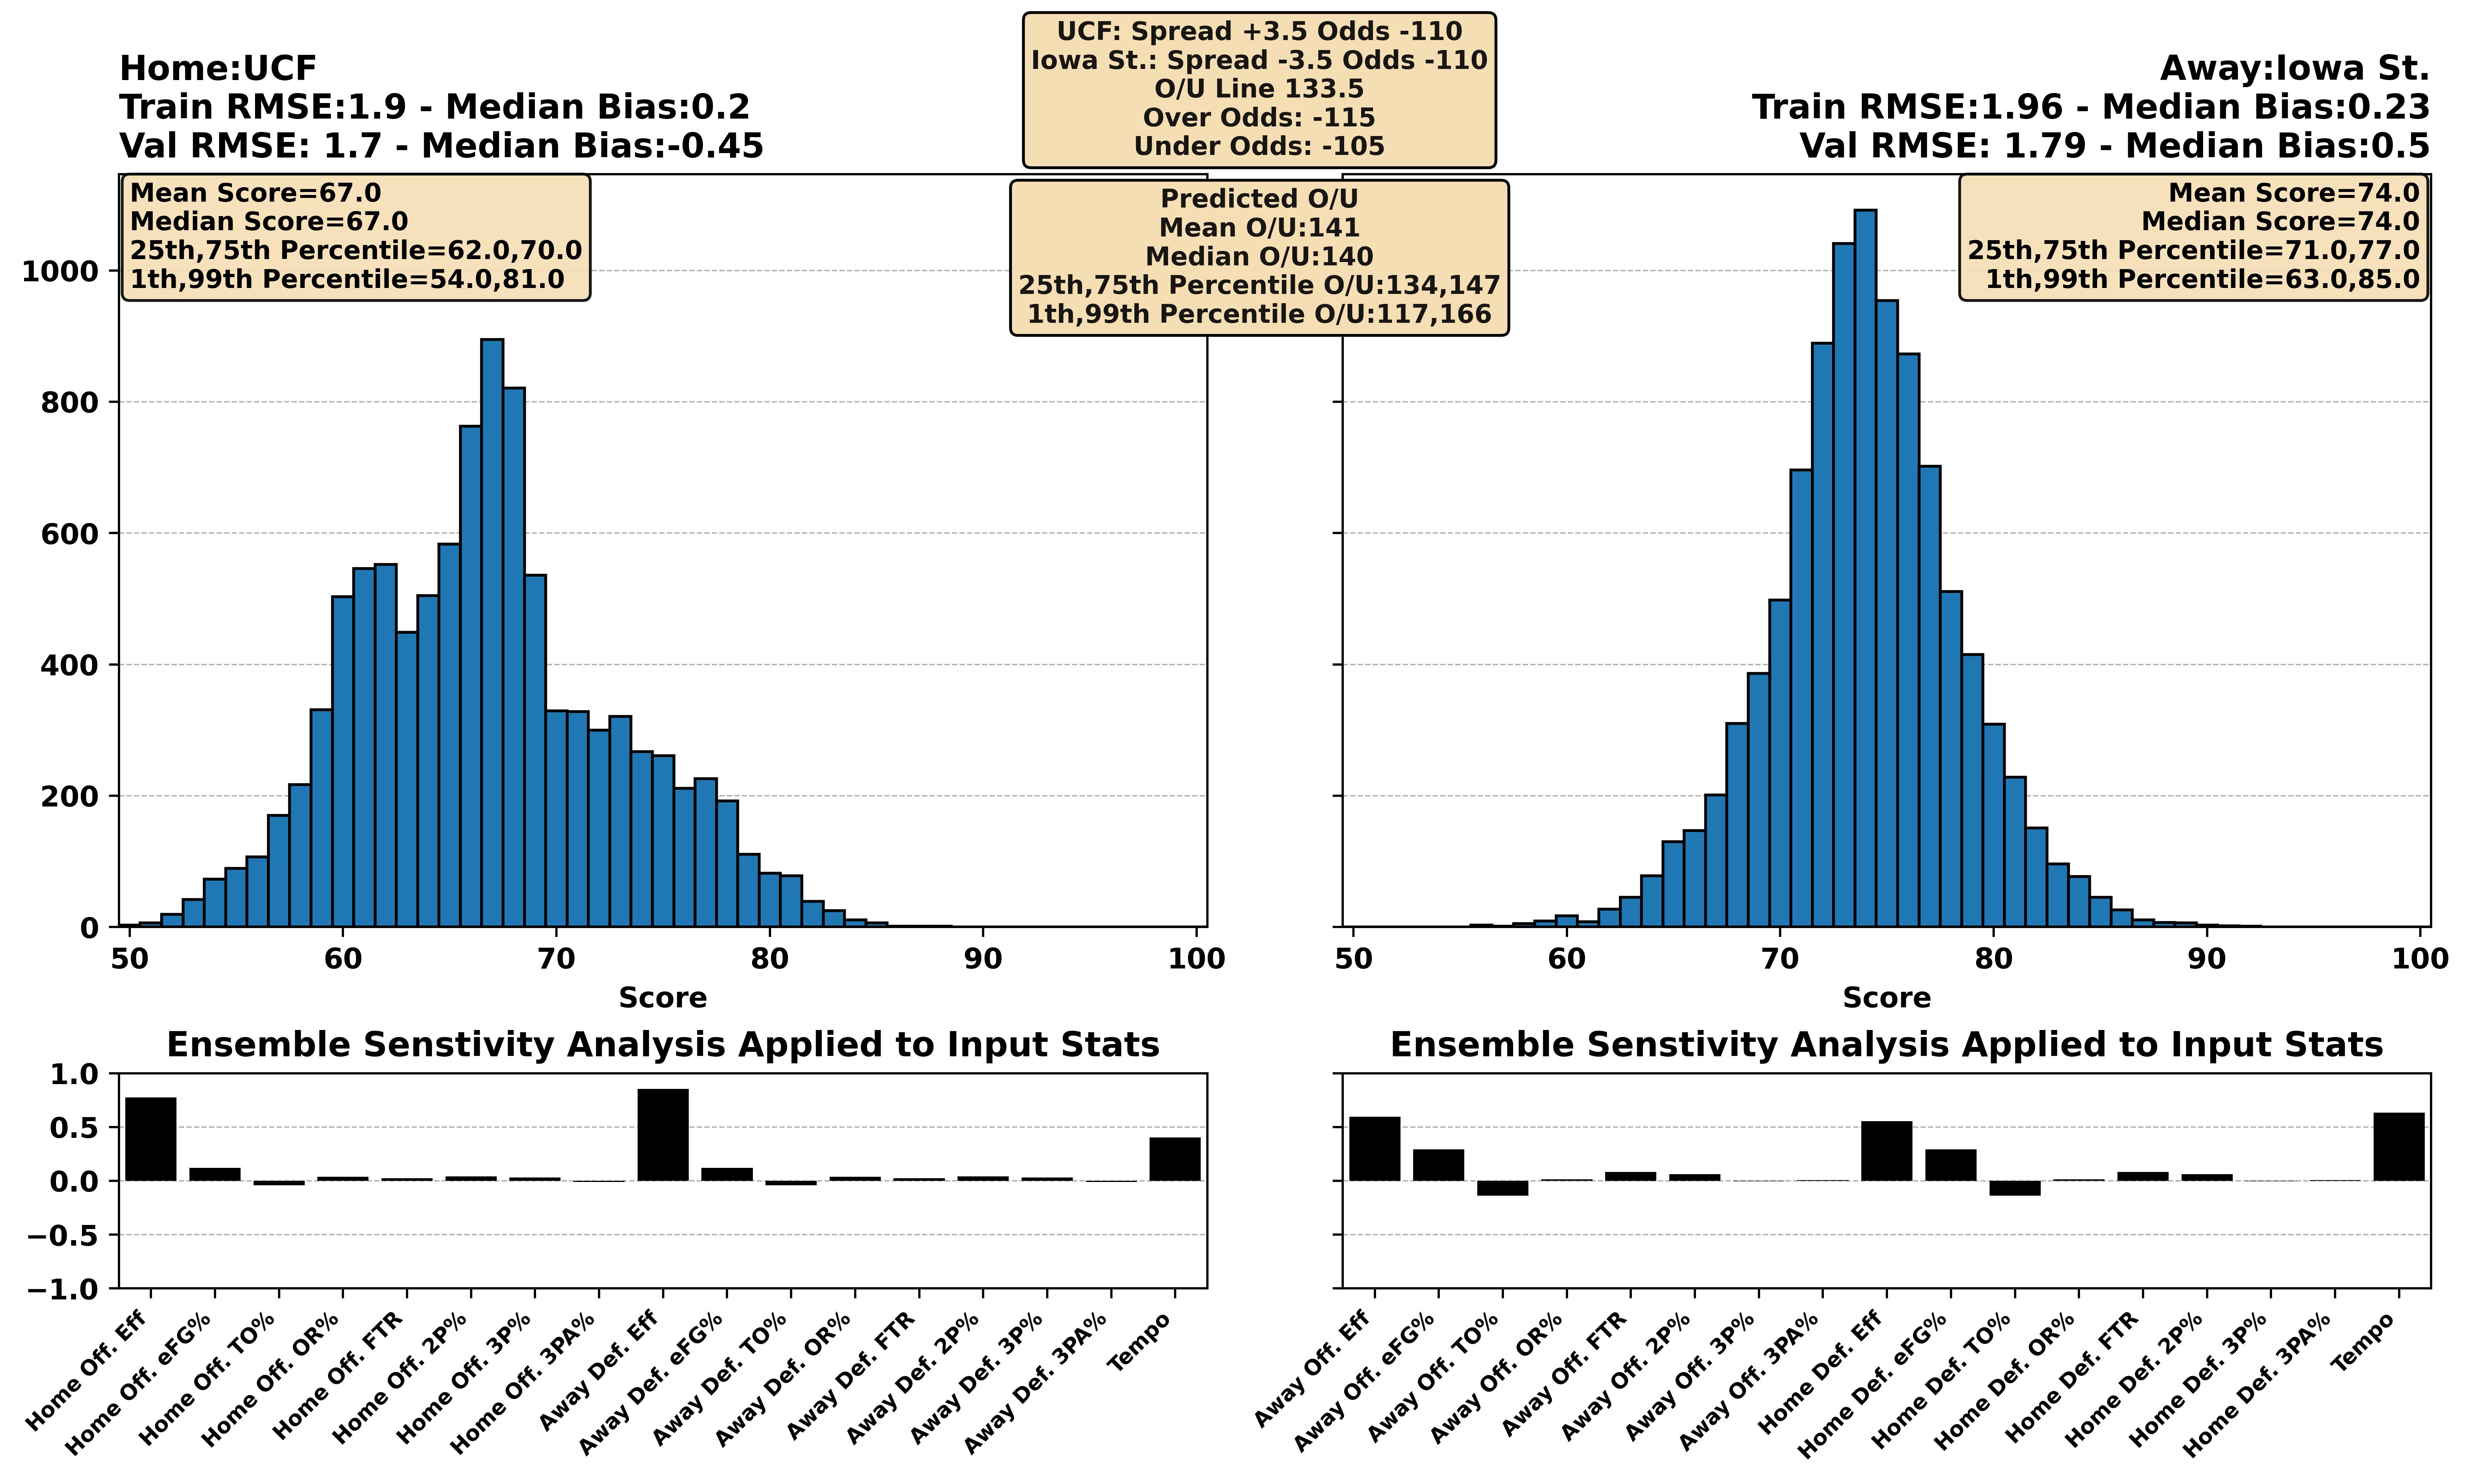 UCF: Spread +3.5 Odds -110
Iowa St.: Spread -3.5 Odds -110
O/U Line 133.5
Over Odds: -115
Under Odds: -105
Home:UCF
Train RMSE:1.9 - Median Bias:0.2
Val RMSE: 1.7 - Median Bias:-0.45
Away:Iowa St.
Train RMSE:1.96 - Median Bias:0.23
Val RMSE: 1.79 - Median Bias:0.5
Mean Score=67.0
Median Score=67.0
25th,75th Percentile=62.0,70.0
1th,99th Percentile=54.0,81.0
Predicted O/U
Mean O/U:141
Median O/U:140
25th,75th Percentile O/U:134,147
1th,99th Percentile O/U:117,166
Mean Score=74.0
Median Score=74.0
25th,75th Percentile=71.0,77.0
1th,99th Percentile=63.0,85.0
1000
800
600
400
200
0
50 60 70 80 90 100
Score
50 60 70 80 90 100
Score
Ensemble Senstivity Analysis Applied to Input Stats
1.0
0.5
0.0
−0.5
−1.0
Home Off. Eff
Home Off. eFG%
Home Off. TO%
Home Off. OR%
Home Off. FTR
Home Off. 2P%
Home Off. 3P%
Home Off. 3PA%
Away Def. Eff
Away Def. eFG%
Away Def. TO%
Away Def. OR%
Away Def. FTR
Away Def. 2P%
Away Def. 3P%
Away Def. 3PA%
Tempo
Ensemble Senstivity Analysis Applied to Input Stats
Away Off. Eff
Away Off. eFG%
Away Off. TO%
Away Off. OR%
Away Off. FTR
Away Off. 2P%
Away Off. 3P%
Away Off. 3PA%
Home Def. Eff
Home Def. eFG%
Home Def. TO%
Home Def. OR%
Home Def. FTR
Home Def. 2P%
Home Def. 3P%
Home Def. 3PA%
Tempo